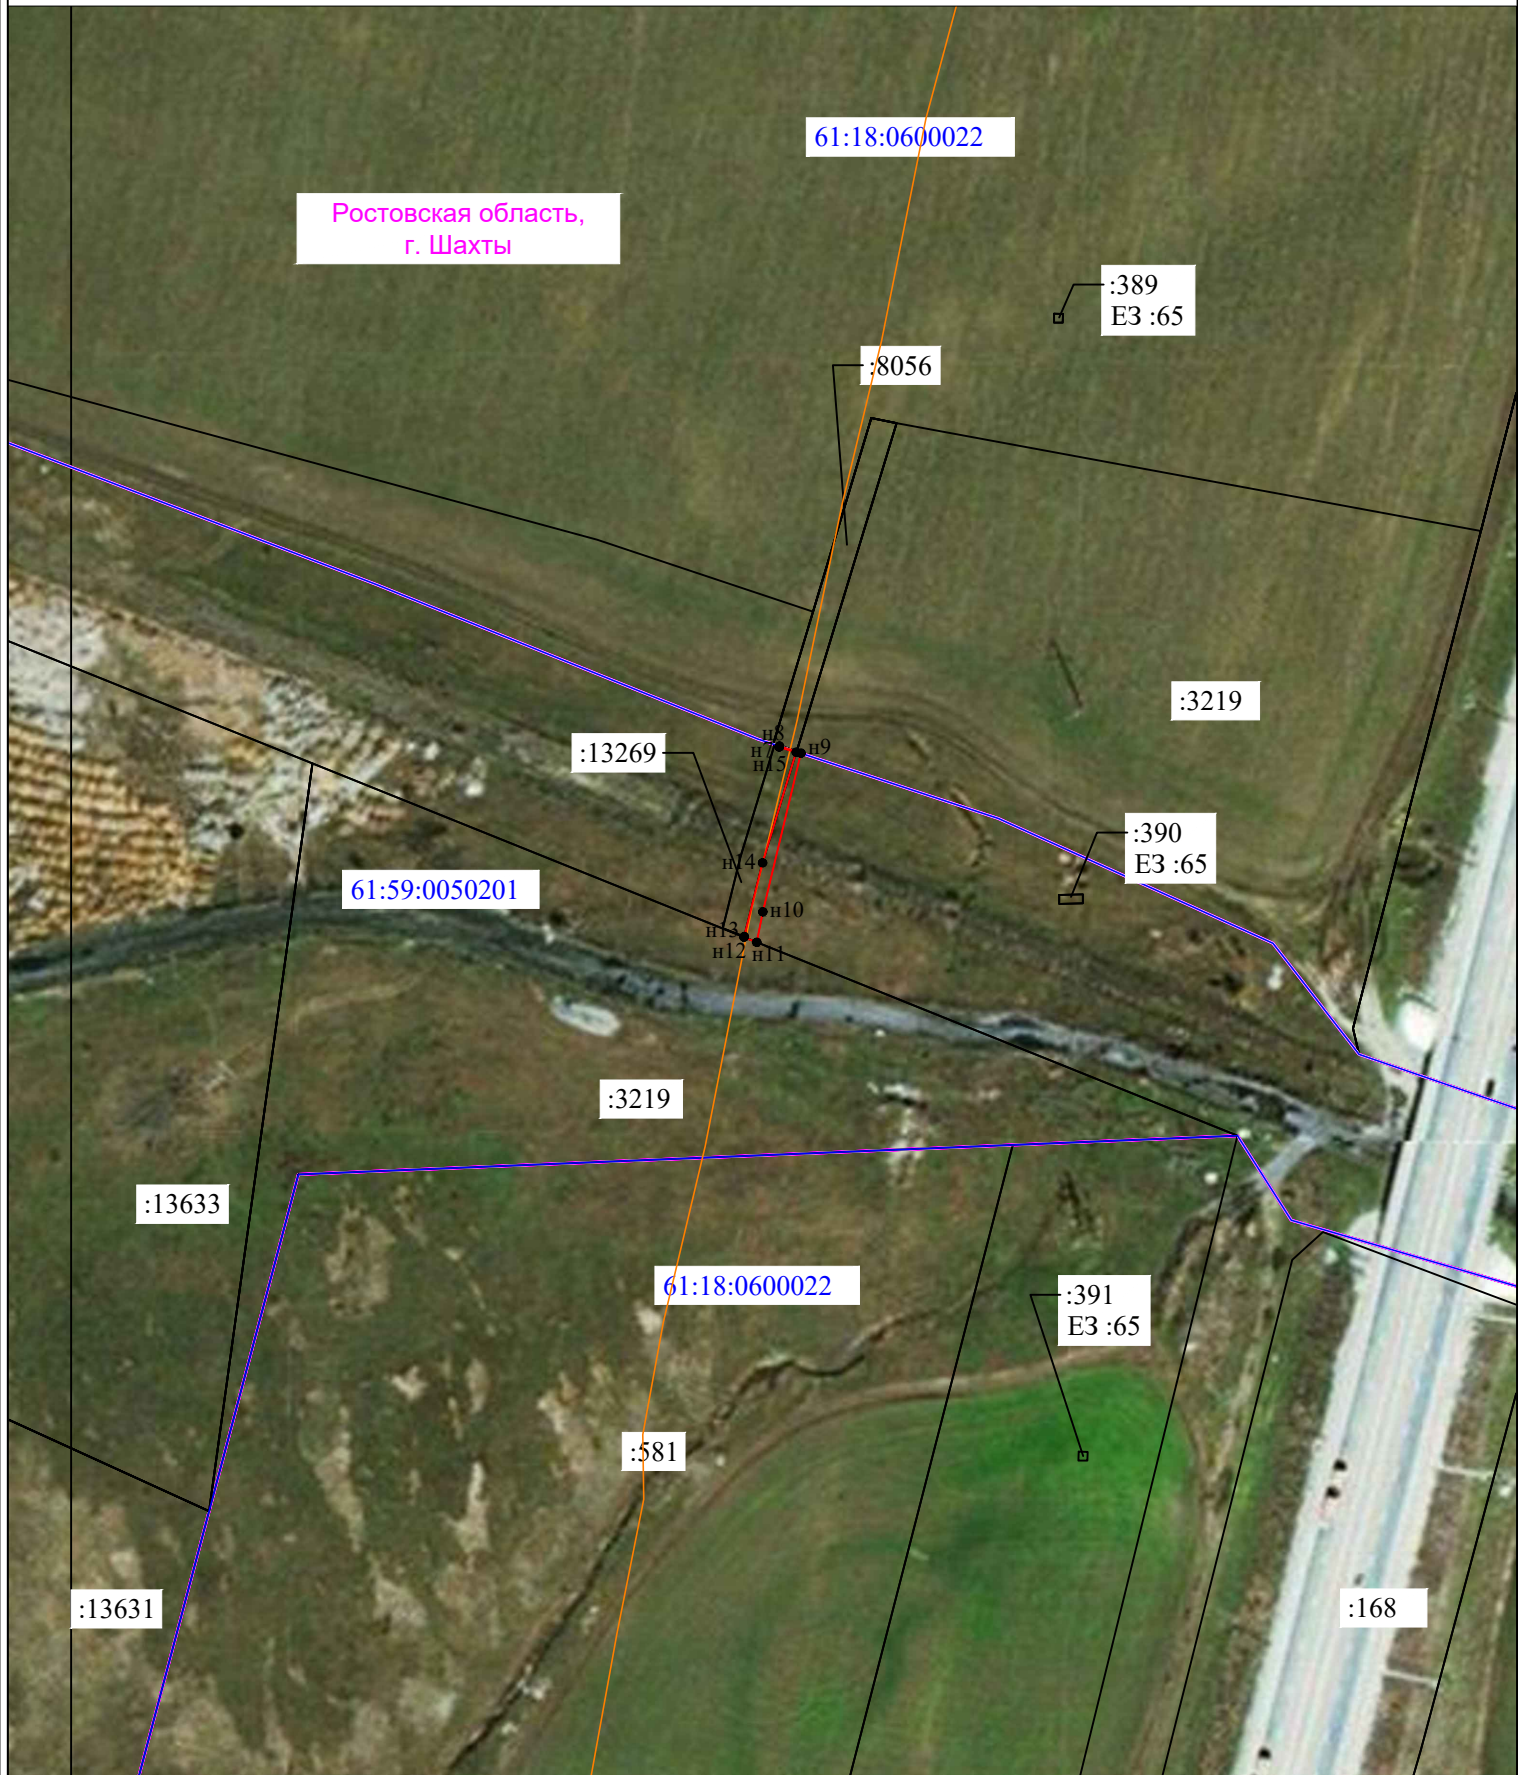 61:18:0600022
Ростовская область,
г. Шахты
:389
ЕЗ :65
:8056
:3219
н8
н7
н9
н15
:13269
:390
ЕЗ :65
н14
61:59:0050201
н10
н13
н12
н11
:3219
:13633
61:18:0600022
:391
ЕЗ :65
:581
:13631
:168